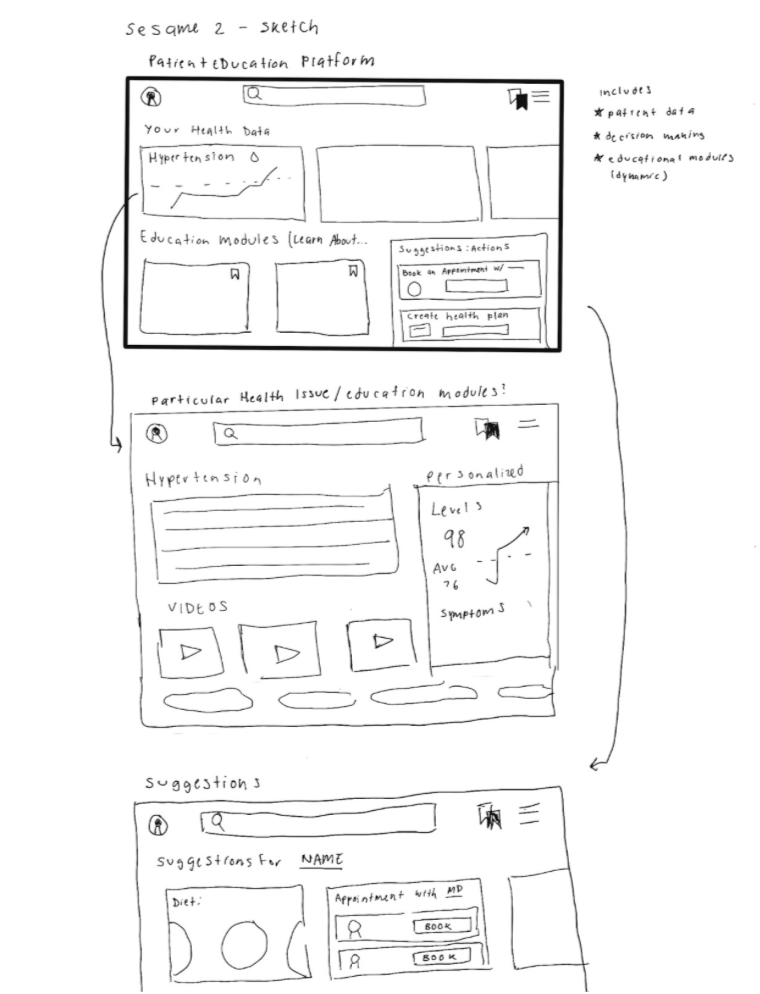 Sesame 2 - Sketch
Patient Education Platform
includes
* patient data
* decision making
* educational modules
(dynamic)
Your Health Data
Hypertension
Education modules (Learn About...
Suggestions: Actions
Book an Appointment w/
Create health plan
Particular Health Issue/education modules?
Hypertension
Personalized
Levels
98
AVG
76
Symptoms
VIDEOS
Suggestions
Suggestions for NAME
Diet:
Appointment with MD
BOOK
BOOK